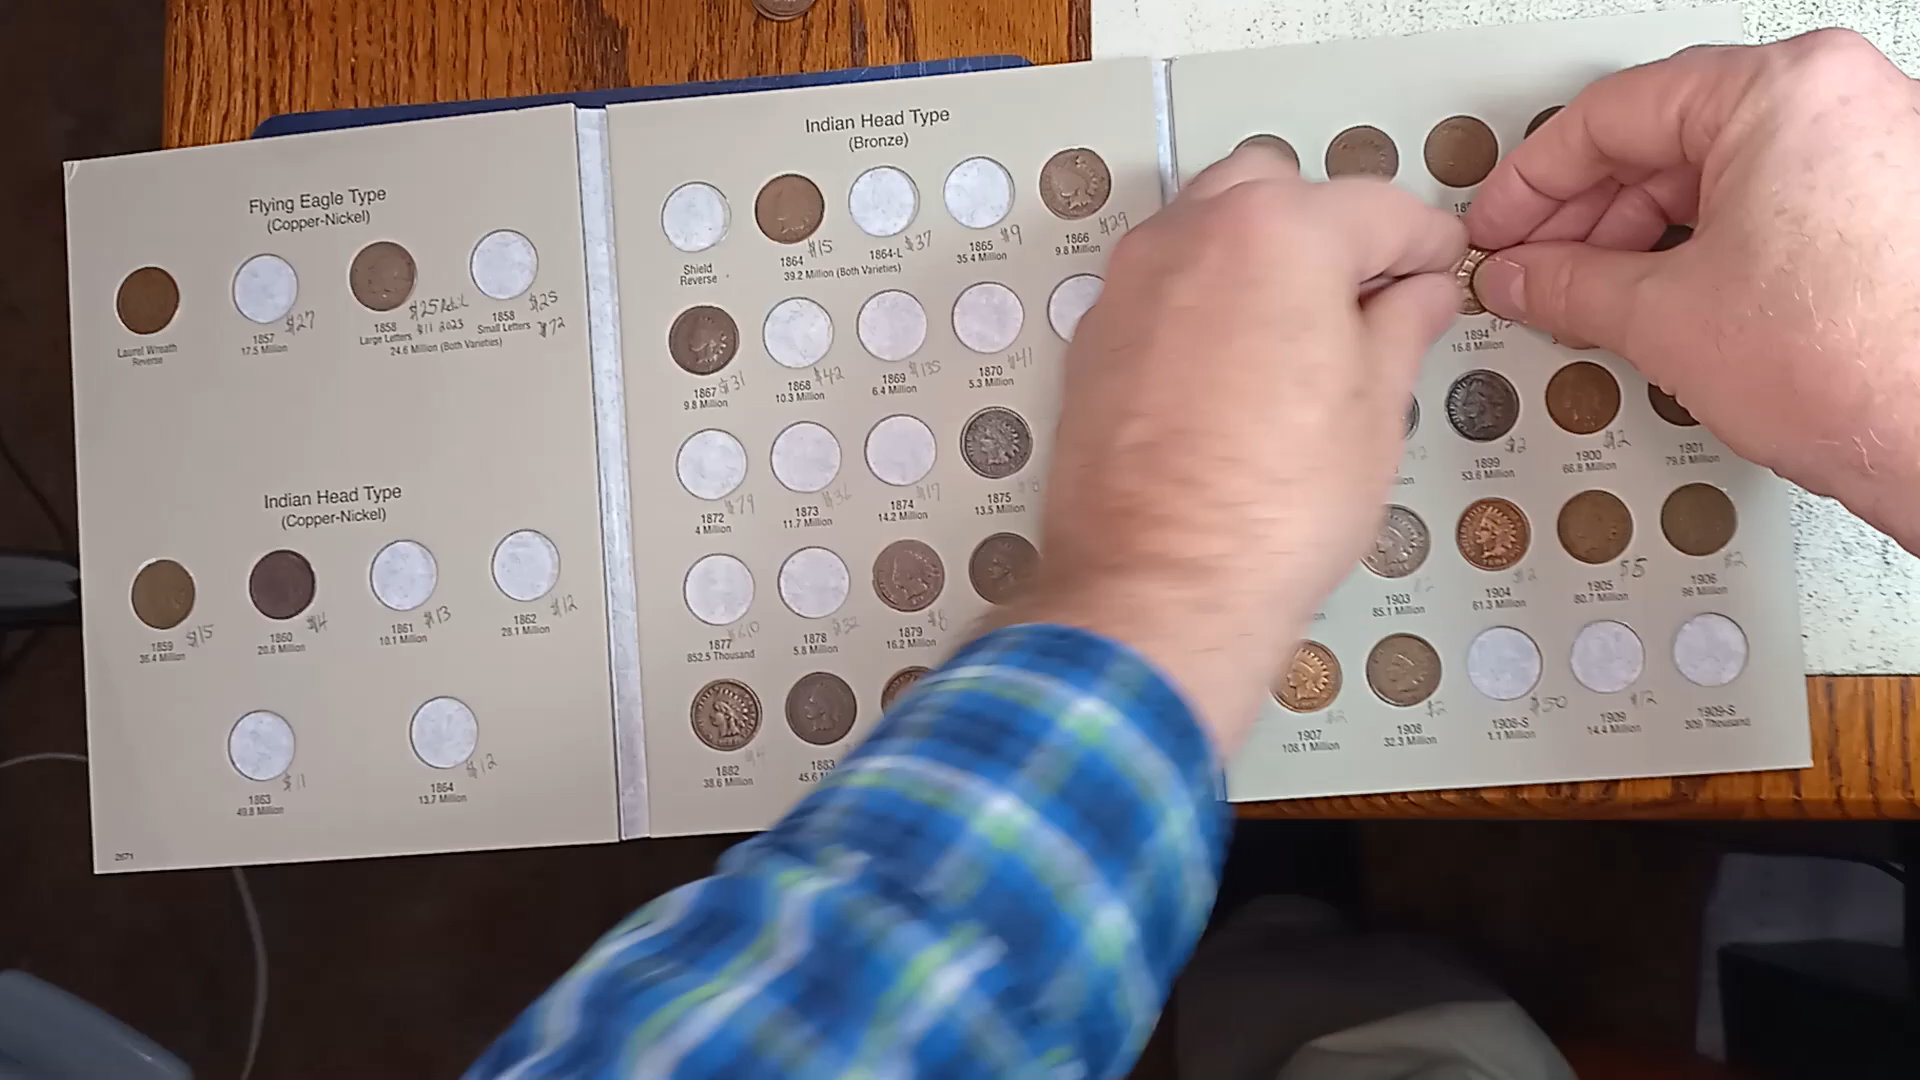 Flying Eagle Type
(Copper-Nickel)
Laurel Wreath
Reverse
1857 $27
17.5 Million
1858 $25
Large Letters $11 2023
1858 $25
Small Letters $72
24.6 Million (Both Varieties)
Indian Head Type
(Copper-Nickel)
1859 $15
36.4 Million
1860 $14
20.6 Million
1861 $13
10.1 Million
1862 $12
28.1 Million
1863 $11
49.8 Million
1864 $12
13.7 Million
2671
Indian Head Type
(Bronze)
Shield
Reverse
1864 $15
1864-L $37
39.2 Million (Both Varieties)
1865 $9
35.4 Million
1866 $29
9.8 Million
1867 $31
9.8 Million
1868 $42
10.3 Million
1869 $135
6.4 Million
1870 $41
5.3 Million
1872 $79
4 Million
1873 $36
11.7 Million
1874 $17
14.2 Million
1875
13.5 Million
1877
852.5 Thousand
1878 $32
5.8 Million
1879 $8
16.2 Million
1882 $4
38.6 Million
1883
1894
16.8 Million
1899 $2
53.6 Million
1900 $2
66.8 Million
1901
79.6 Million
1903 $2
85.1 Million
1904 $2
61.3 Million
1905
80.7 Million
1906 $2
96 Million
1907 $2
108.1 Million
1908 $2
32.3 Million
1908-S $50
1.1 Million
1909 $12
14.4 Million
1909-S
309 Thousand